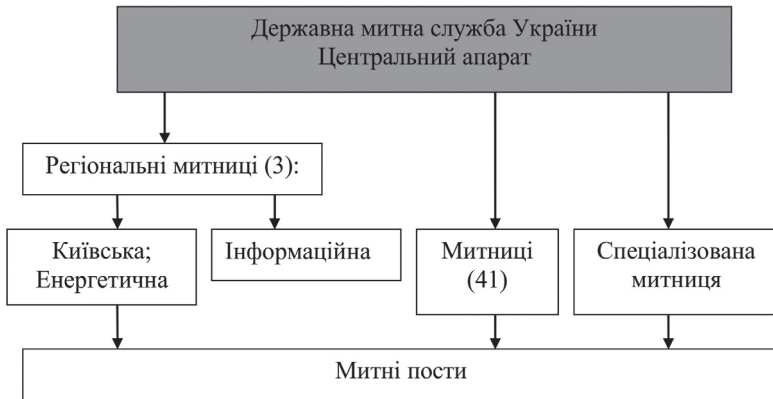 Державна митна служба України
Центральний апарат
Регіональні митниці (3):
Київська;
Енергетична
Інформаційна
Митниці
(41)
Спеціалізована
митниця
Митні пости